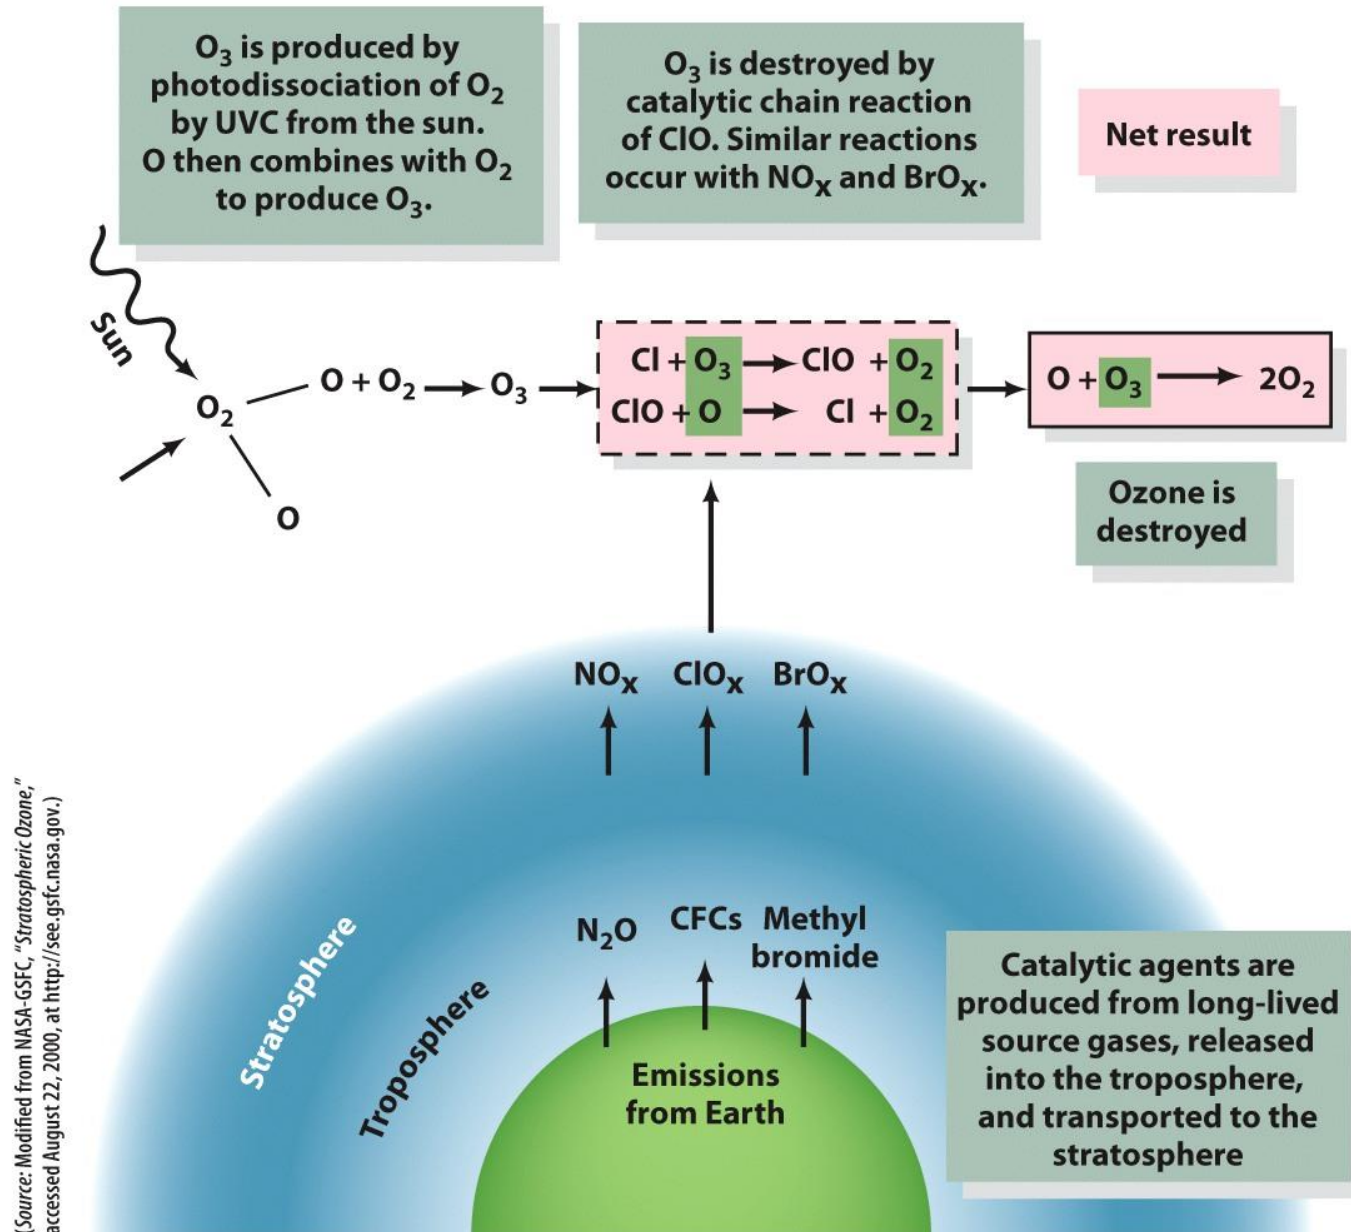 O₃ is produced by
photodissociation of O₂
by UVC from the sun.
O then combines with O₂
to produce O₃.
O₃ is destroyed by
catalytic chain reaction
of ClO. Similar reactions
occur with NOₓ and BrOₓ.
Net result
Sun
O₂
O + O₂ → O₃ →
O
Cl + O₃ → ClO + O₂
ClO + O → Cl + O₂
O + O₃ → 2O₂
Ozone is
destroyed
NOₓ ClOₓ BrOₓ
Stratosphere
Troposphere
N₂O CFCs Methyl
bromide
Emissions
from Earth
Catalytic agents are
produced from long-lived
source gases, released
into the troposphere,
and transported to the
stratosphere
(Source: Modified from NASA-GSFC, "Stratospheric Ozone,"
accessed August 22, 2000, at http://see.gsfc.nasa.gov.)